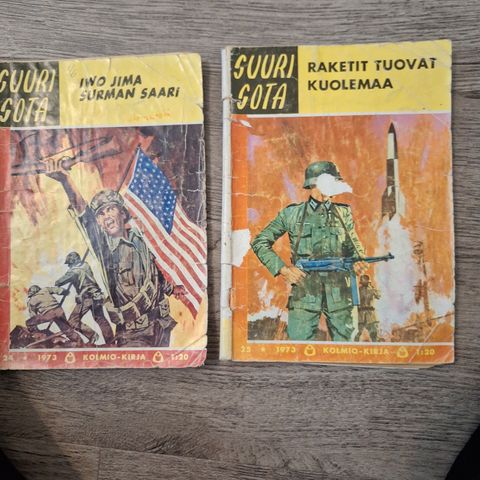 SUURI
SOTA
IWO JIMA
SURMAN SAARI
24 • 1973 KOLMIO-KIRJA 1:20
SUURI
SOTA
RAKETIT TUOVAT
KUOLEMAA
25 • 1973 KOLMIO-KIRJA 1:20